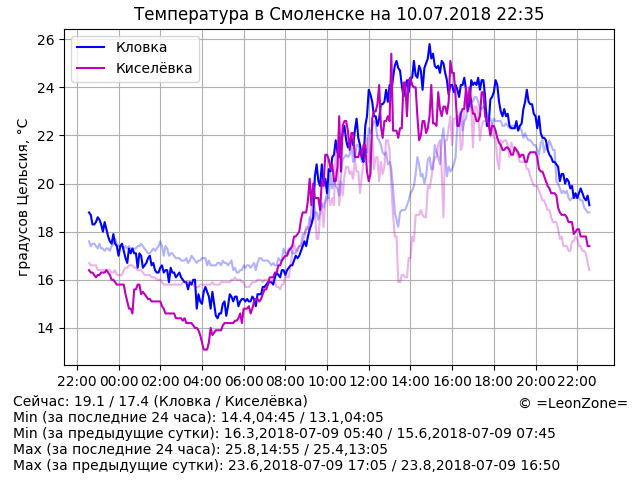 Температура в Смоленске на 10.07.2018 22:35
градусов Цельсия, °C
26
24
22
20
18
16
14
Кловка
Киселёвка
22:00 00:00 02:00 04:00 06:00 08:00 10:00 12:00 14:00 16:00 18:00 20:00 22:00
Сейчас: 19.1 / 17.4 (Кловка / Киселёвка)
© =LeonZone=
Min (за последние 24 часа): 14.4,04:45 / 13.1,04:05
Min (за предыдущие сутки): 16.3,2018-07-09 05:40 / 15.6,2018-07-09 07:45
Max (за последние 24 часа): 25.8,14:55 / 25.4,13:05
Max (за предыдущие сутки): 23.6,2018-07-09 17:05 / 23.8,2018-07-09 16:50